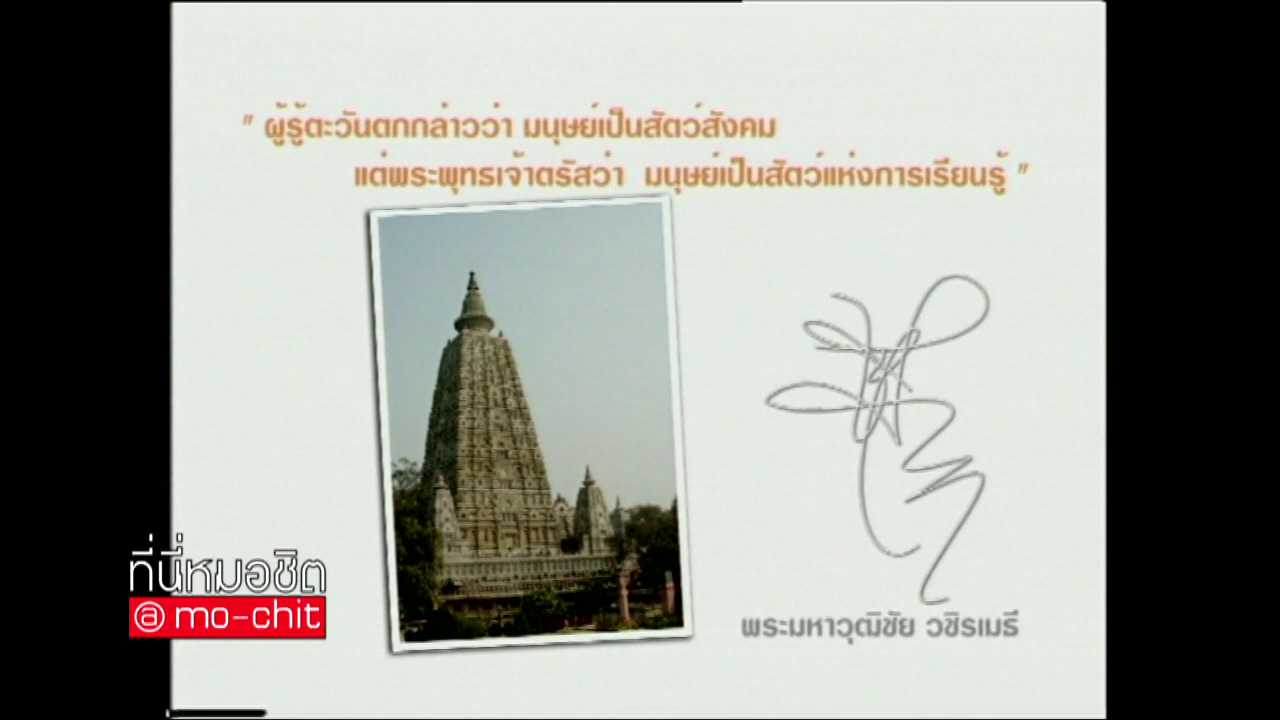 " ผู้รู้ตะวันตกกล่าวว่า มนุษย์เป็นสัตว์สังคม
แต่พระพุทธเจ้าตรัสว่า มนุษย์เป็นสัตว์แห่งการเรียนรู้ "
พระมหาวุฒิชัย วชิรเมธี
ที่นี่หมอชิต
@ mo-chit